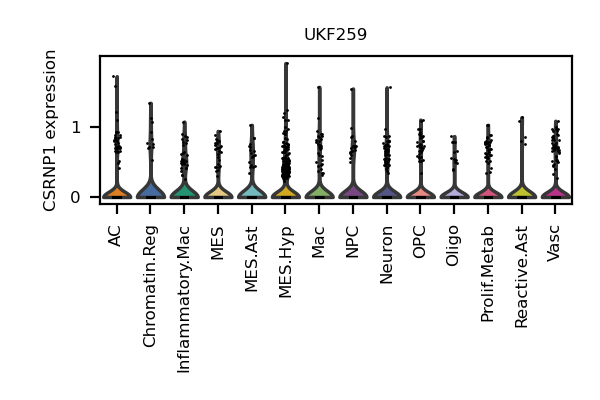 UKF259
CSRNP1 expression
1
0
AC
Chromatin.Reg
Inflammatory.Mac
MES
MES.Ast
MES.Hyp
Mac
NPC
Neuron
OPC
Oligo
Prolif.Metab
Reactive.Ast
Vasc